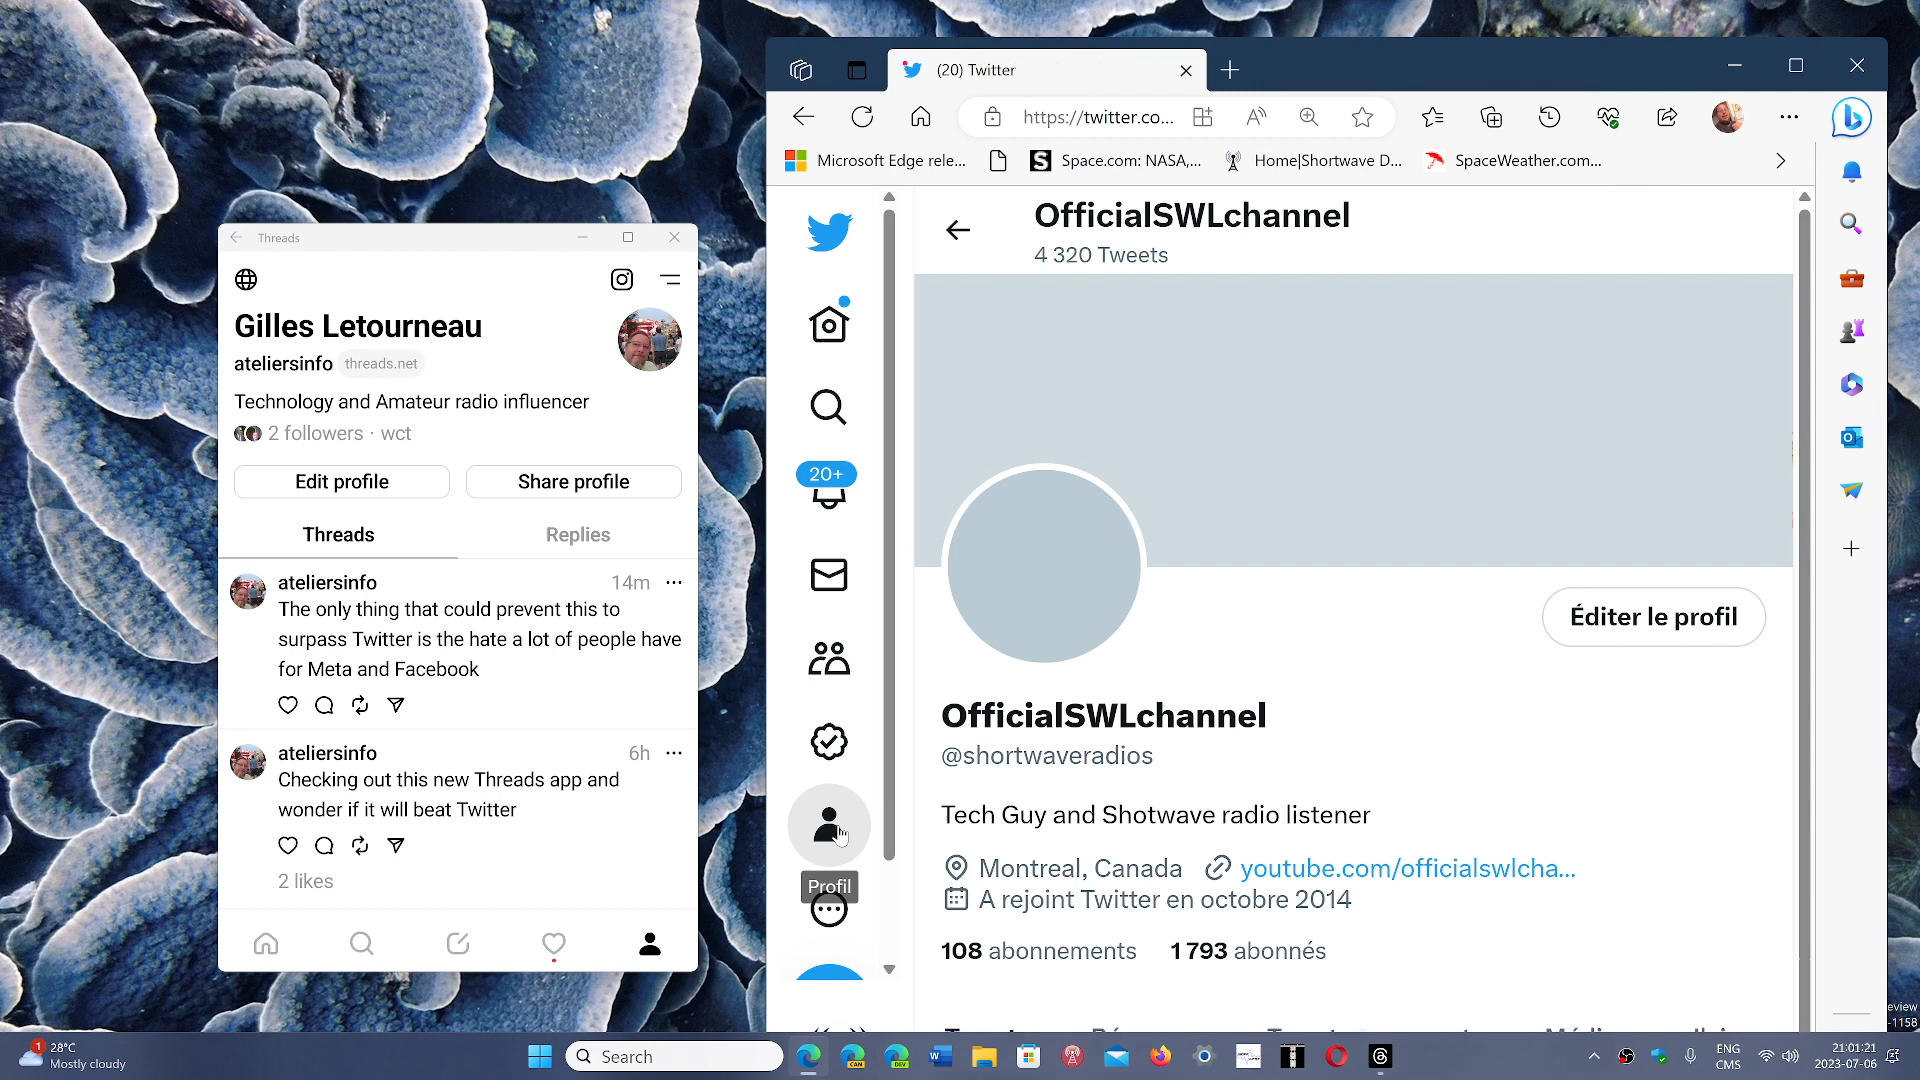 Threads
Gilles Letourneau
ateliersinfo threads.net
Technology and Amateur radio influencer
2 followers · wct
Edit profile
Share profile
Threads
Replies
ateliersinfo 14m
The only thing that could prevent this to
surpass Twitter is the hate a lot of people have
for Meta and Facebook
ateliersinfo 6h
Checking out this new Threads app and
wonder if it will beat Twitter
2 likes
(20) Twitter
https://twitter.co...
Microsoft Edge rele...
Space.com: NASA,...
Home|Shortwave D...
SpaceWeather.com...
OfficialSWLchannel
4 320 Tweets
20+
Profil
Éditer le profil
OfficialSWLchannel
@shortwaveradios
Tech Guy and Shotwave radio listener
Montreal, Canada youtube.com/officialswlcha...
A rejoint Twitter en octobre 2014
108 abonnements 1 793 abonnés
eview
-1158
1
28°C
Mostly cloudy
Search
CAN
DEV
ENG
CMS
21:01:21
2023-07-06